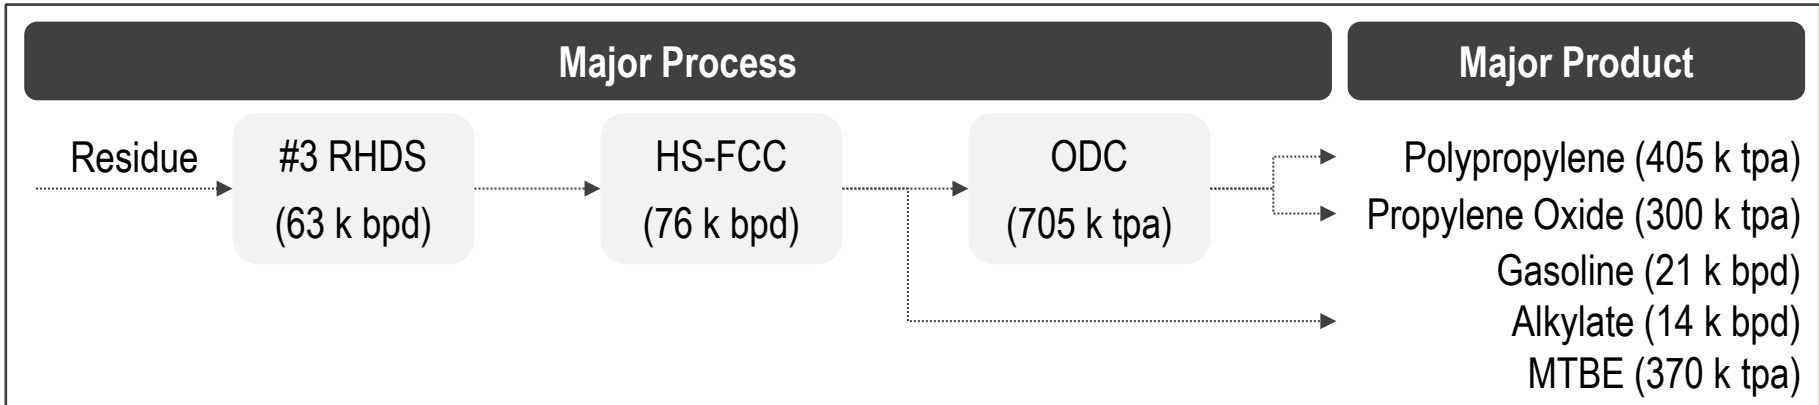 Major Process
Major Product
Residue
#3 RHDS
(63 k bpd)
HS-FCC
(76 k bpd)
ODC
(705 k tpa)
Polypropylene (405 k tpa)
Propylene Oxide (300 k tpa)
Gasoline (21 k bpd)
Alkylate (14 k bpd)
MTBE (370 k tpa)